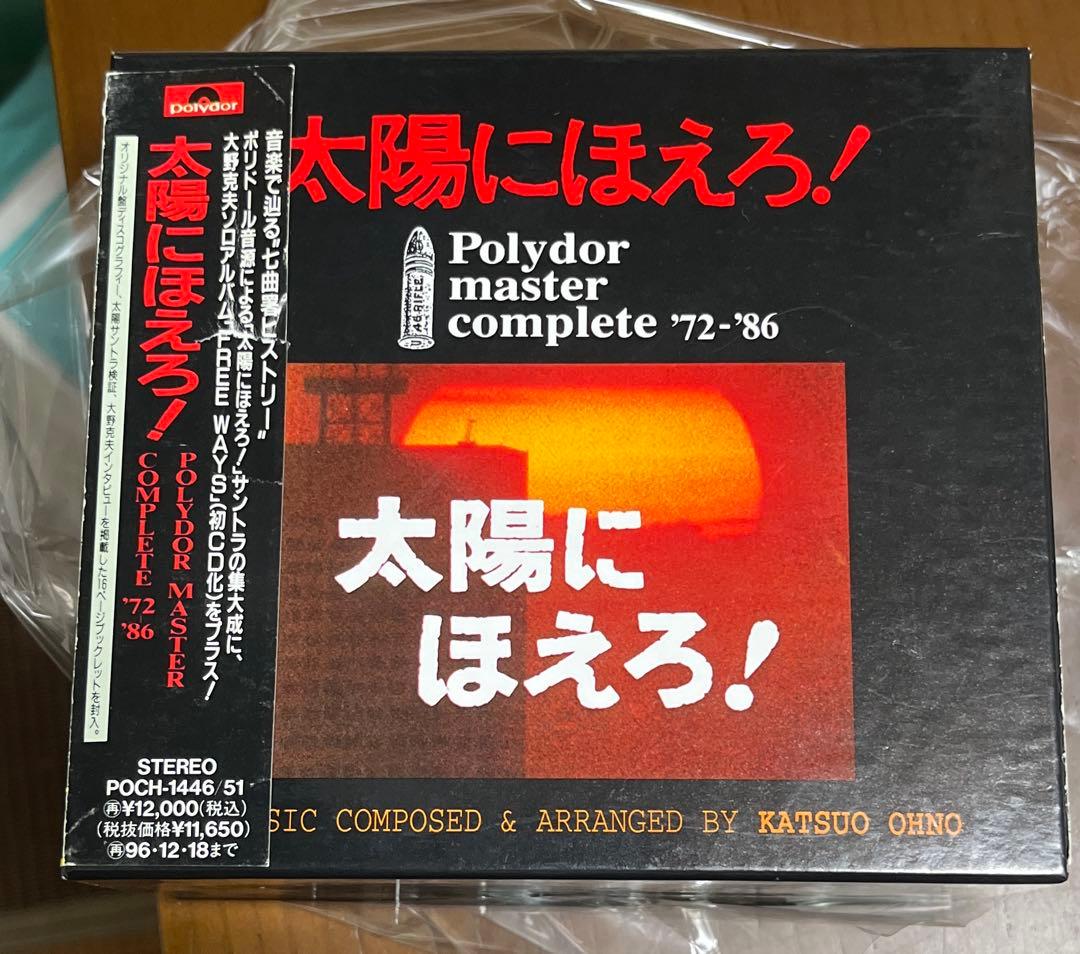 polydor
太陽にほえろ!
POLYDOR MASTER
COMPLETE '72-'86
音楽で辿る"七曲署ヒストリー"
ポリドール音源による「太陽にほえろ!」サントラの集大成に、
大野克夫ソロアルバム「FREE WAYS」(初CD化)をプラス!
オリジナル盤ディスコグラフィー、太陽サントラ検証、大野克夫インタビューを掲載した16ページブックレットを封入。
STEREO
POCH-1446/51
再¥12,000(税込)
(税抜価格¥11,650)
再96・12・18まで
太陽にほえろ!
Polydor
master
complete '72-'86
.46 RIFLE
太陽に
ほえろ!
SIC COMPOSED & ARRANGED BY KATSUO OHNO